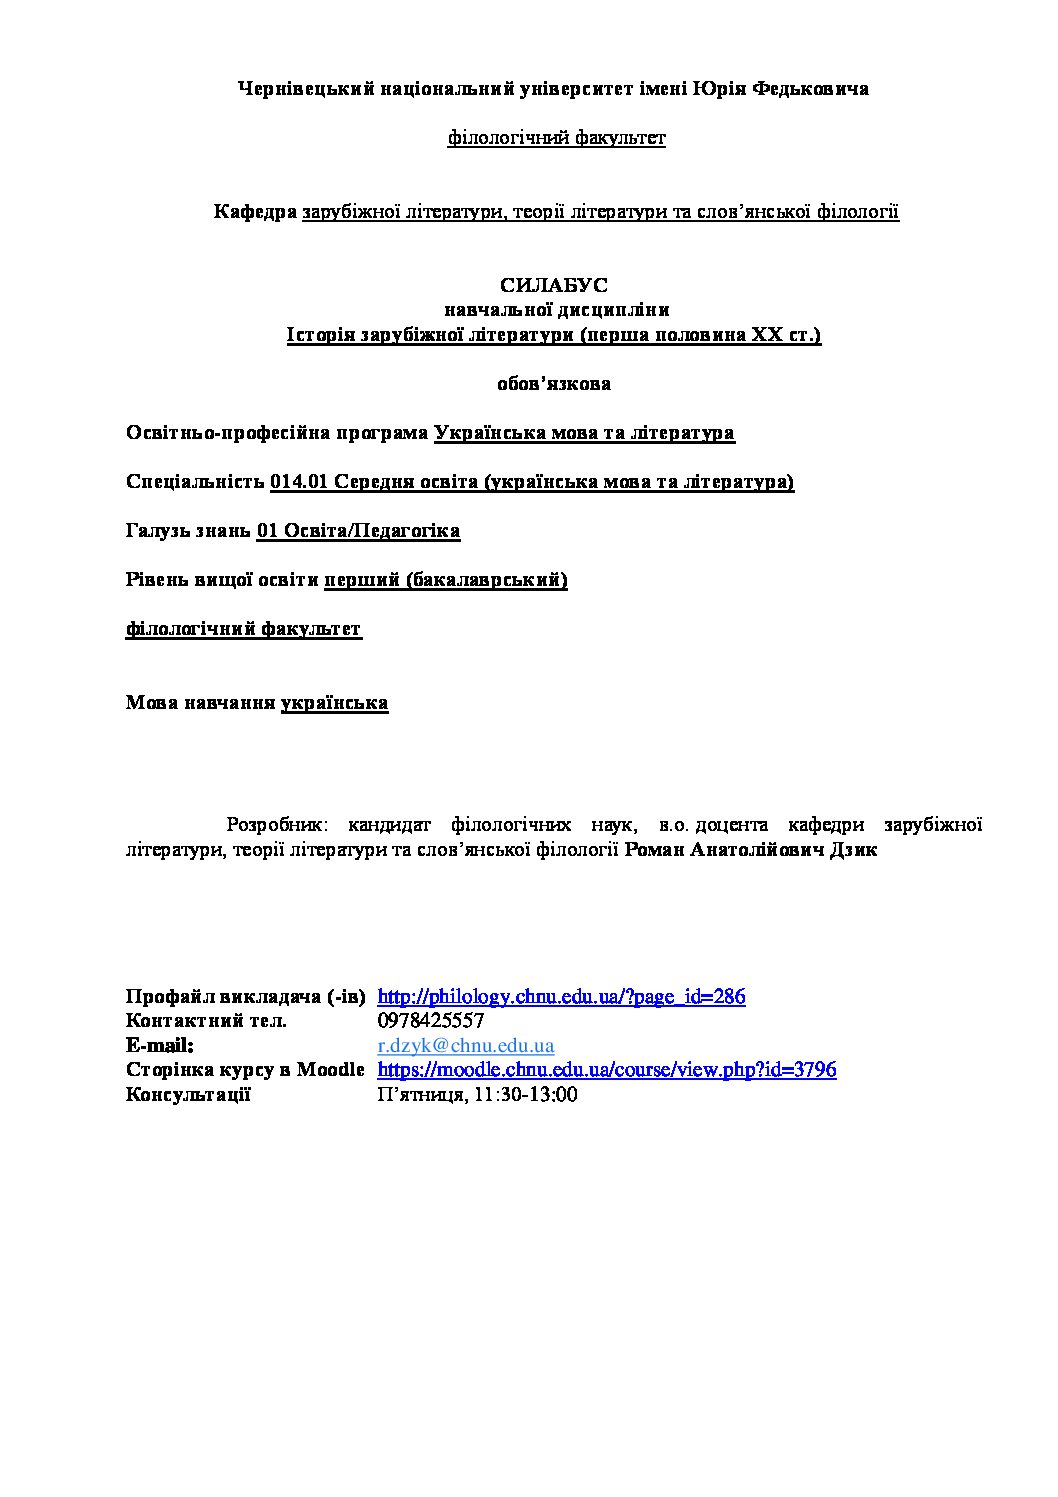 Чернівецький національний університет імені Юрія Федьковича
філологічний факультет
Кафедра зарубіжної літератури, теорії літератури та слов’янської філології
СИЛАБУС
навчальної дисципліни
Історія зарубіжної літератури (перша половина ХХ ст.)
обов’язкова
Освітньо-професійна програма Українська мова та література
Спеціальність 014.01 Середня освіта (українська мова та література)
Галузь знань 01 Освіта/Педагогіка
Рівень вищої освіти перший (бакалаврський)
філологічний факультет
Мова навчання українська
Розробник: кандидат філологічних наук, в.о. доцента кафедри зарубіжної
літератури, теорії літератури та слов’янської філології Роман Анатолійович Дзик
Профайл викладача (-ів) http://philology.chnu.edu.ua/?page_id=286
Контактний тел. 0978425557
E-mail: r.dzyk@chnu.edu.ua
Сторінка курсу в Moodle https://moodle.chnu.edu.ua/course/view.php?id=3796
Консультації П’ятниця, 11:30-13:00